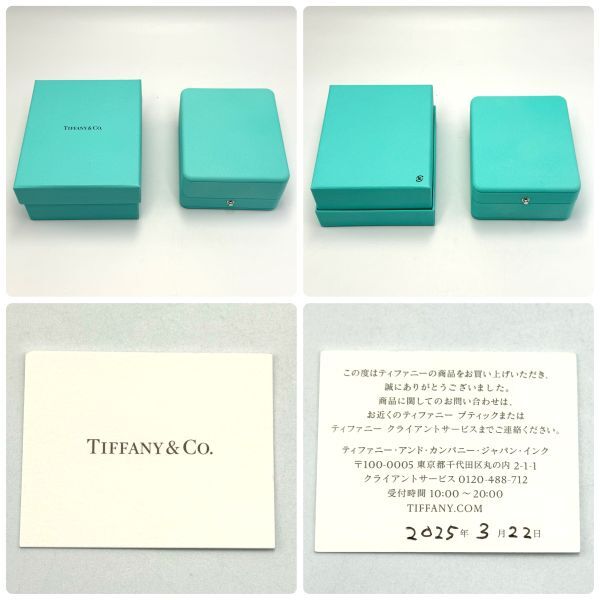 TIFFANY & CO.
TIFFANY & CO.
この度はティファニーの商品をお買い上げいただき、
誠にありがとうございました。
商品に関してのお問い合わせは、
お近くのティファニー ブティックまたは
ティファニー クライアントサービスまでご連絡ください。
ティファニー・アンド・カンパニー・ジャパン・インク
〒100-0005 東京都千代田区丸の内 2-1-1
クライアントサービス 0120-488-712
受付時間 10:00～20:00
TIFFANY.COM
2025年 3月22日